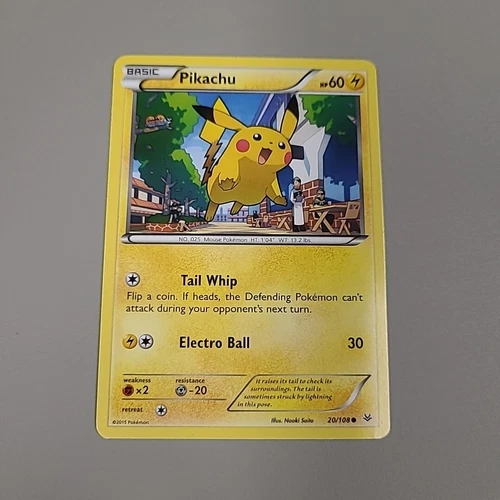 BASIC
Pikachu
HP60
NO. 025 Mouse Pokémon HT: 1'04" WT: 13.2 lbs.
Tail Whip
Flip a coin. If heads, the Defending Pokémon can't
attack during your opponent's next turn.
Electro Ball 30
weakness
×2
resistance
-20
retreat
It raises its tail to check its
surroundings. The tail is
sometimes struck by lightning
in this pose.
©2015 Pokémon
Illus. Naoki Saito
20/108